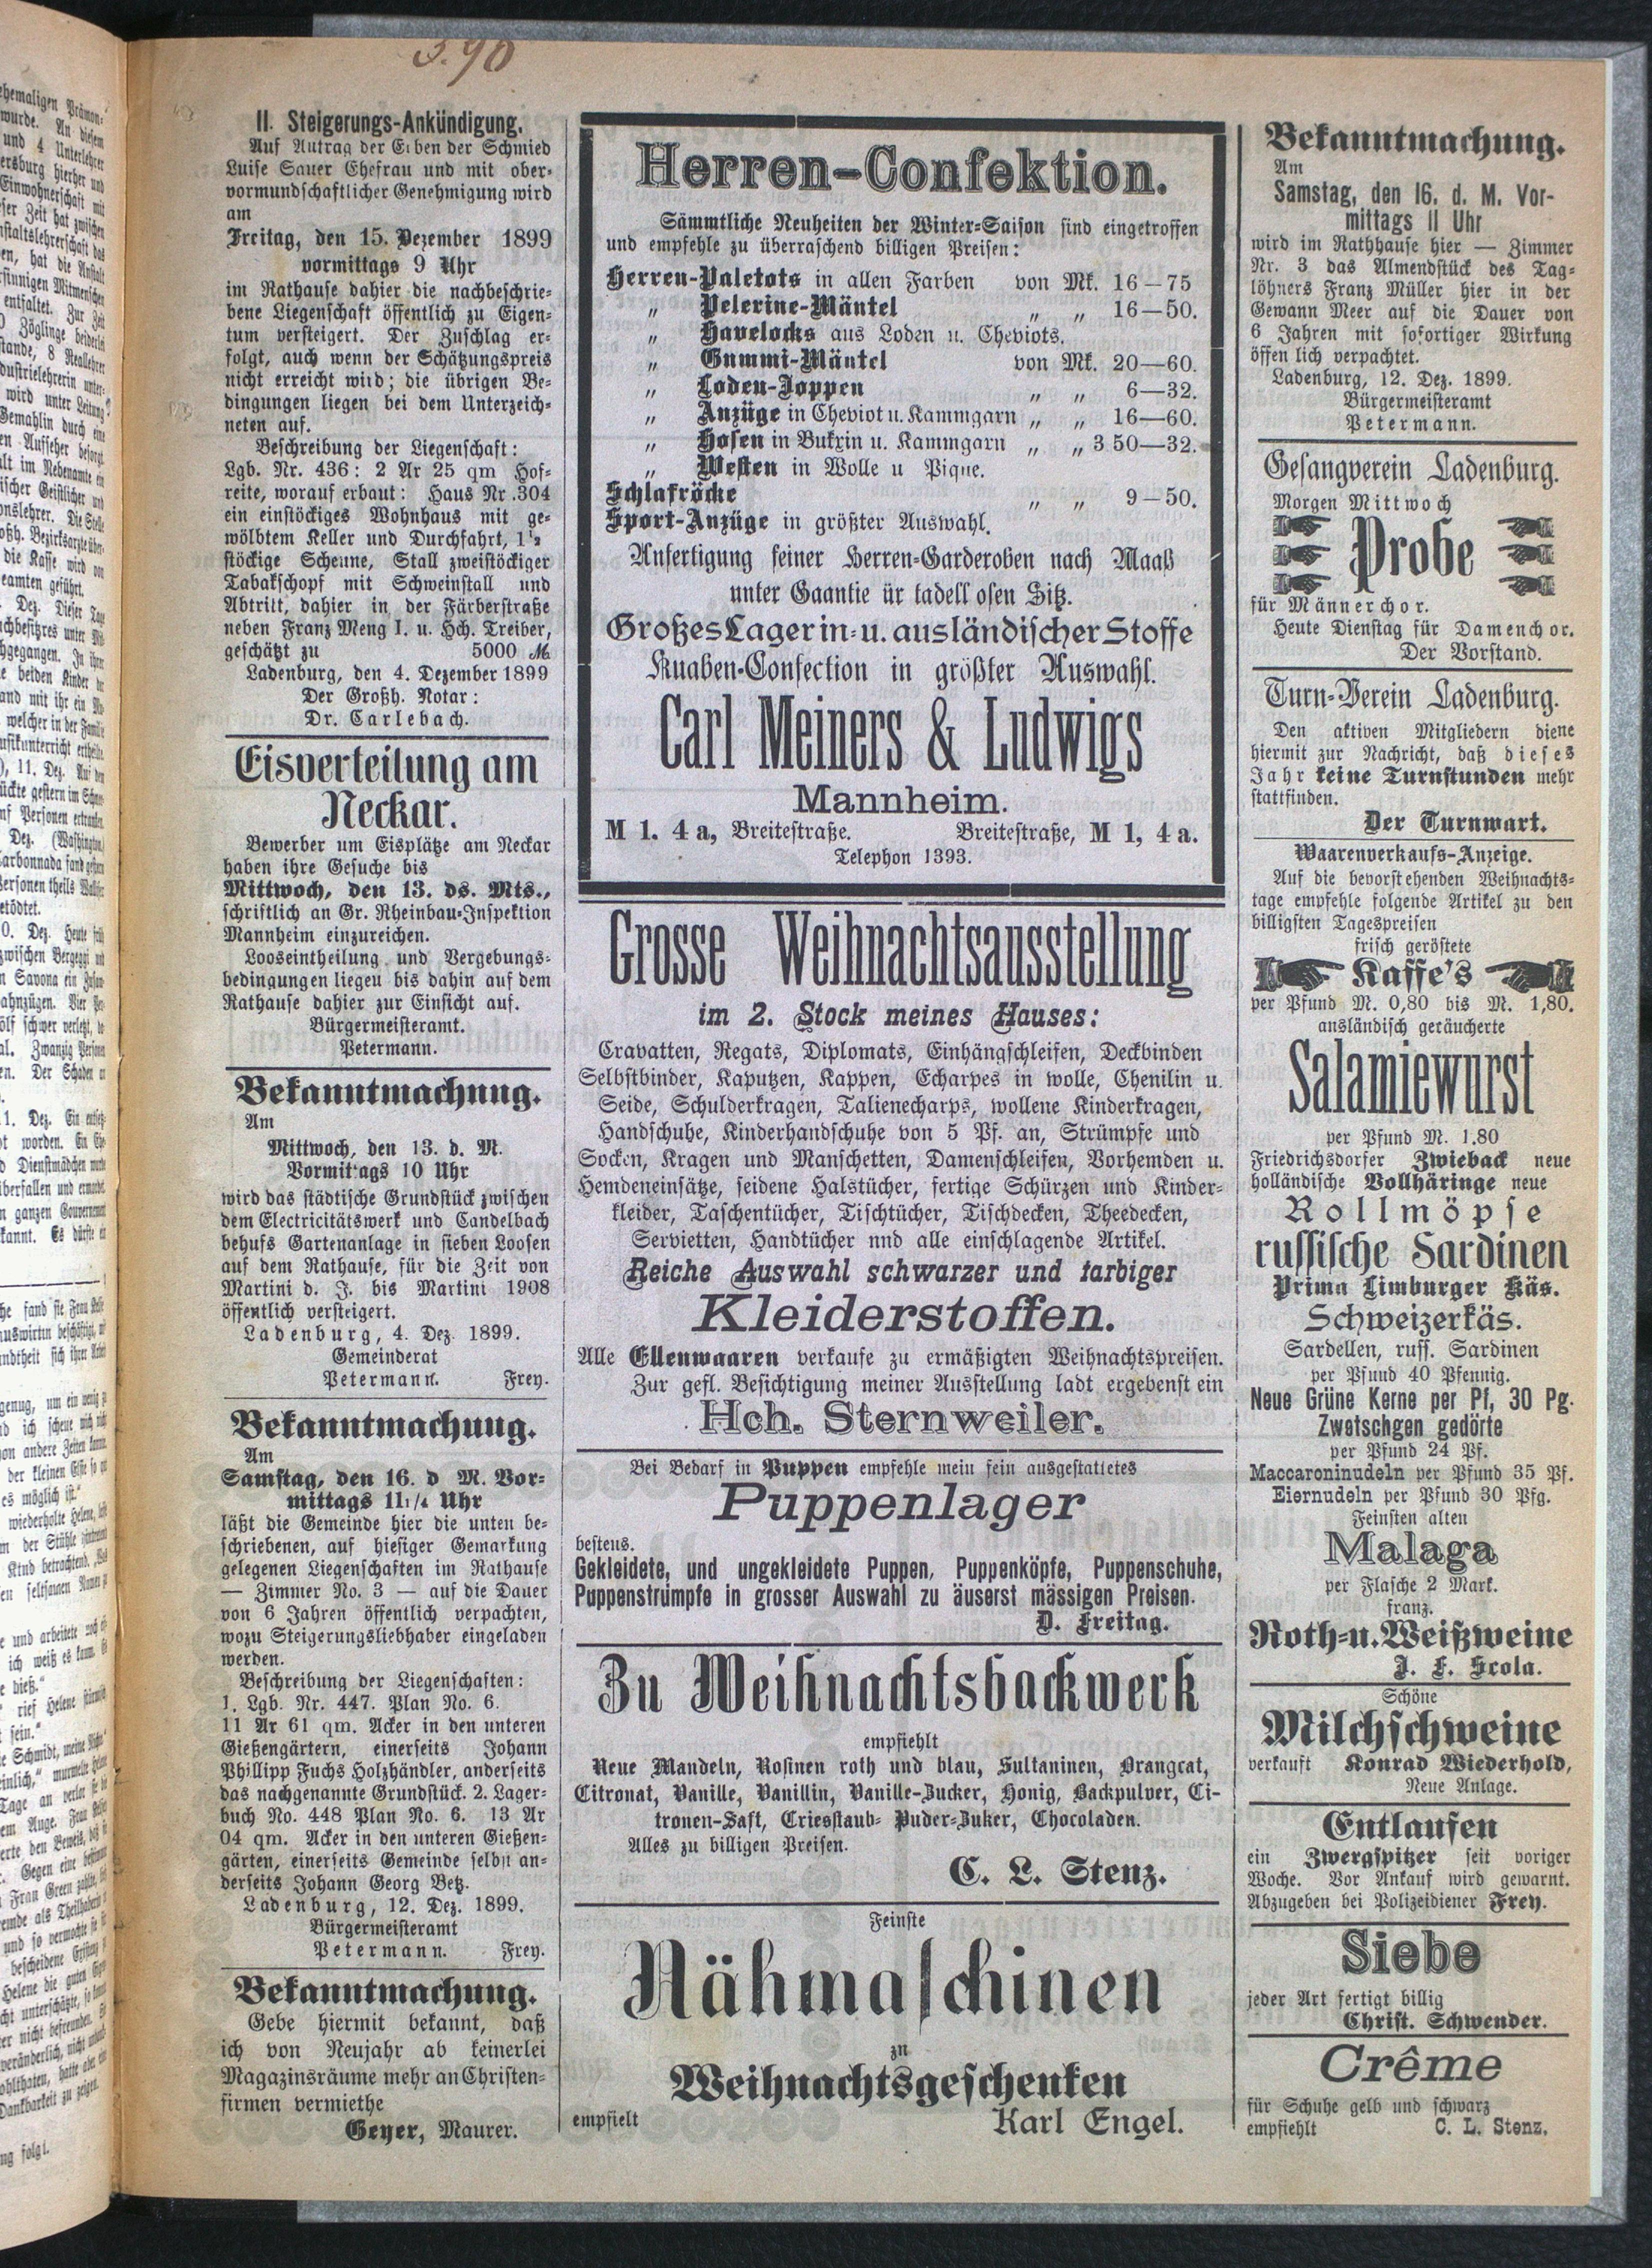 3.90
II. Steigerungs-Ankündigung.
Auf Antrag der Erben der Schmied
Luise Sauer Ehefrau und mit ober-
vormundschaftlicher Genehmigung wird
am
Freitag, den 15. Dezember 1899
vormittags 9 Uhr
im Rathause dahier die nachbeschrie-
bene Liegenschaft öffentlich zu Eigen-
tum versteigert. Der Zuschlag er-
folgt, auch wenn der Schätzungspreis
nicht erreicht wird; die übrigen Be-
dingungen liegen bei dem Unterzeich-
neten auf.
Beschreibung der Liegenschaft:
Lgb. Nr. 436: 2 Ar 25 qm Hof-
reite, worauf erbaut: Haus Nr .304
ein einstöckiges Wohnhaus mit ge-
wölbtem Keller und Durchfahrt, 1½
stöckige Scheune, Stall zweistöckiger
Tabakschopf mit Schweinstall und
Abtritt, dahier in der Färberstraße
neben Franz Meng I. u. Hch. Treiber,
geschätzt zu 5000 M
Ladenburg, den 4. Dezember 1899
Der Großh. Notar:
Dr. Carlebach.
Eisverteilung am
Neckar.
Bewerber um Eisplätze am Neckar
haben ihre Gesuche bis
Mittwoch, den 13. ds. Mts.,
schriftlich an Gr. Rheinbau-Inspektion
Mannheim einzureichen.
Looseintheilung und Vergebungs-
bedingungen liegen bis dahin auf dem
Rathause dahier zur Einsicht auf.
Bürgermeisteramt.
Petermann.
Bekanntmachung.
Am
Mittwoch, den 13. d. M.
Vormittags 10 Uhr
wird das städtische Grundstück zwischen
dem Electricitätswerk und Candelbach
behufs Gartenanlage in sieben Loosen
auf dem Rathause, für die Zeit von
Martini d. J. bis Martini 1908
öffentlich versteigert.
Ladenburg, 4. Dez. 1899.
Gemeinderat
Petermann. Frey.
Bekanntmachung.
Am
Samstag, den 16. d M. Vor-
mittags 11¼ Uhr
läßt die Gemeinde hier die unten be-
schriebenen, auf hiesiger Gemarkung
gelegenen Liegenschaften im Rathause
— Zimmer No. 3 — auf die Dauer
von 6 Jahren öffentlich verpachten,
wozu Steigerungsliebhaber eingeladen
werden.
Beschreibung der Liegenschaften:
1. Lgb. Nr. 447. Plan No. 6.
11 Ar 61 qm. Acker in den unteren
Gießengärtern, einerseits Johann
Phillipp Fuchs Holzhändler, anderseits
das nachgenannte Grundstück. 2. Lager-
buch No. 448 Plan No. 6. 13 Ar
04 qm. Acker in den unteren Gießen-
gärten, einerseits Gemeinde selbst an-
derseits Johann Georg Betz.
Ladenburg, 12. Dez. 1899.
Bürgermeisteramt
Petermann. Frey.
Bekanntmachung.
Gebe hiermit bekannt, daß
ich von Neujahr ab keinerlei
Magazinsräume mehr an Christen-
firmen vermiethe
Geyer, Maurer.
Herren-Confektion.
Sämmtliche Neuheiten der Winter-Saison sind eingetroffen
und empfehle zu überraschend billigen Preisen:
Herren-Paletots in allen Farben von Mk. 16—75
„ Pelerine-Mäntel „ „ 16—50.
„ Havelocks aus Loden u. Cheviots.
„ Gummi-Mäntel von Mk. 20—60.
„ Loden-Joppen „ „ 6—32.
„ Anzüge in Cheviot u. Kammgarn „ „ 16—60.
„ Hosen in Bukxin u. Kammgarn „ „ 3 50—32.
„ Westen in Wolle u Pique.
Schlafröcke „ „ 9—50.
Sport-Anzüge in größter Auswahl.
Anfertigung feiner Herren-Garderoben nach Maaß
unter Gaantie ür tadellosen Sitz.
Großes Lager in- u. ausländischer Stoffe
Knaben-Confection in größter Auswahl.
Carl Meiners & Ludwigs
Mannheim.
M 1. 4 a, Breitestraße. Breitestraße, M 1, 4 a.
Telephon 1393.
Grosse Weihnachtsausstellung
im 2. Stock meines Hauses:
Cravatten, Regats, Diplomats, Einhängschleifen, Deckbinden
Selbstbinder, Kaputzen, Kappen, Echarpes in wolle, Chenilin u.
Seide, Schulderkragen, Talienecharps, wollene Kinderkragen,
Handschuhe, Kinderhandschuhe von 5 Pf. an, Strümpfe und
Socken, Kragen und Manschetten, Damenschleifen, Vorhemden u.
Hemdeneinsätze, seidene Halstücher, fertige Schürzen und Kinder-
kleider, Taschentücher, Tischtücher, Tischdecken, Theedecken,
Servietten, Handtücher nnd alle einschlagende Artikel.
Reiche Auswahl schwarzer und farbiger
Kleiderstoffen.
Alle Ellenwaaren verkaufe zu ermäßigten Weihnachtspreisen.
Zur gefl. Besichtigung meiner Ausstellung ladt ergebenst ein
Hch. Sternweiler.
Bei Bedarf in Puppen empfehle mein fein ausgestattetes
Puppenlager
bestens.
Gekleidete, und ungekleidete Puppen, Puppenköpfe, Puppenschuhe,
Puppenstrümpfe in grosser Auswahl zu äuserst mässigen Preisen.
D. Freitag.
Zu Weihnachtsbackwerk
empfiehlt
Neue Mandeln, Rosinen roth und blau, Sultaninen, Orangeat,
Citronat, Vanille, Vanillin, Vanille-Zucker, Honig, Backpulver, Ci-
tronen-Saft, Criesstaub- Puder-Zuker, Chocoladen.
Alles zu billigen Preisen.
C. L. Stenz.
Feinste
Nähmaschinen
zu
Weihnachtsgeschenken
empfielt Karl Engel.
Bekanntmachung.
Am
Samstag, den 16. d. M. Vor-
mittags 11 Uhr
wird im Rathhause hier — Zimmer
Nr. 3 das Almendstück des Tag-
löhners Franz Müller hier in der
Gewann Meer auf die Dauer von
6 Jahren mit sofortiger Wirkung
öffen lich verpachtet.
Ladenburg, 12. Dez. 1899.
Bürgermeisteramt
Petermann.
Gesangverein Ladenburg.
Morgen Mittwoch
Probe
für Männerchor.
Heute Dienstag für Damenchor.
Der Vorstand.
Turn-Verein Ladenburg.
Den aktiven Mitgliedern diene
hiermit zur Nachricht, daß dieses
Jahr keine Turnstunden mehr
stattfinden.
Der Turnwart.
Waarenverkaufs-Anzeige.
Auf die bevorstehenden Weihnachts-
tage empfehle folgende Artikel zu den
billigsten Tagespreisen
frisch geröstete
Kaffe's
per Pfund M. 0,80 bis M. 1,80.
ausländisch geräucherte
Salamiewurst
per Pfund M. 1.80
Friedrichsdorfer Zwieback neue
holländische Vollhäringe neue
Rollmöpse
russische Sardinen
Prima Limburger Käs.
Schweizerkäs.
Sardellen, russ. Sardinen
per Pfund 40 Pfennig.
Neue Grüne Kerne per Pf, 30 Pg.
Zwetschgen gedörte
per Pfund 24 Pf.
Maccaroninudeln per Pfund 35 Pf.
Eiernudeln per Pfund 30 Pfg.
Feinsten alten
Malaga
per Flasche 2 Mark.
franz.
Roth-u.Weißweine
J. F. Scola.
Schöne
Milchschweine
verkauft Konrad Wiederhold,
Neue Anlage.
Entlaufen
ein Zwergspitzer seit voriger
Woche. Vor Ankauf wird gewarnt.
Abzugeben bei Polizeidiener Frey.
Siebe
jeder Art fertigt billig
Christ. Schwender.
Crême
für Schuhe gelb und schwarz
empfiehlt C. L. Stenz.